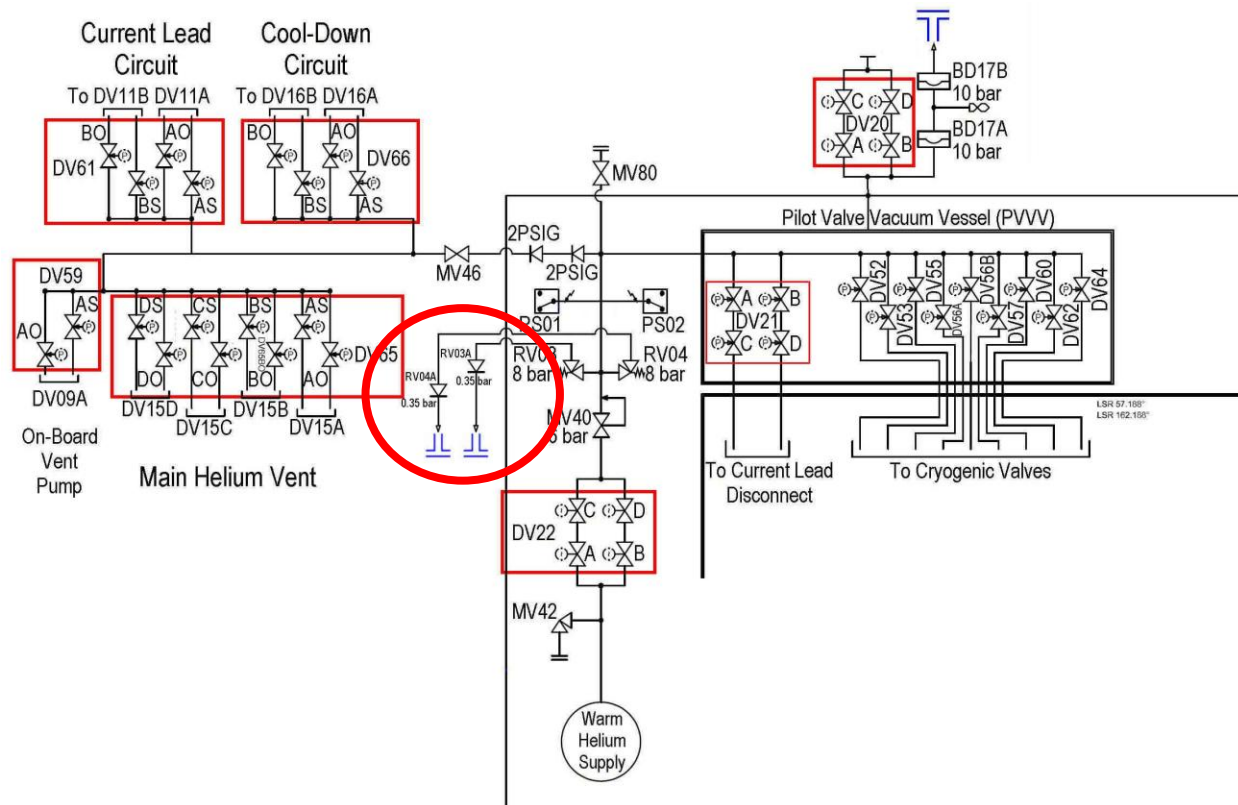 Current Lead
Circuit
Cool-Down
Circuit
To DV11B DV11A
To DV16B DV16A
BO
AO
DV61
BS
AS
BO
AO
DV66
BS
AS
BD17B
10 bar
BD17A
10 bar
C
D
DV20
A
B
MV80
Pilot Valve Vacuum Vessel (PVVV)
2PSIG
2PSIG
MV46
DV59
AS
AO
DV09A
On-Board
Vent
Pump
DS
CS
BS
AS
DV65BO
DV65
DO
CO
BO
AO
DV15D
DV15C
DV15B
DV15A
Main Helium Vent
PS01
PS02
RV03A
0.35 bar
RV04A
0.35 bar
RV03
8 bar
RV04
8 bar
MV40
bar
A
B
DV21
C
D
DV52
DV53
DV55
DV56A
DV56B
DV57
DV60
DV62
DV64
LSR 57.188°
LSR 162.188°
To Current Lead
Disconnect
To Cryogenic Valves
C
D
DV22
A
B
MV42
Warm
Helium
Supply